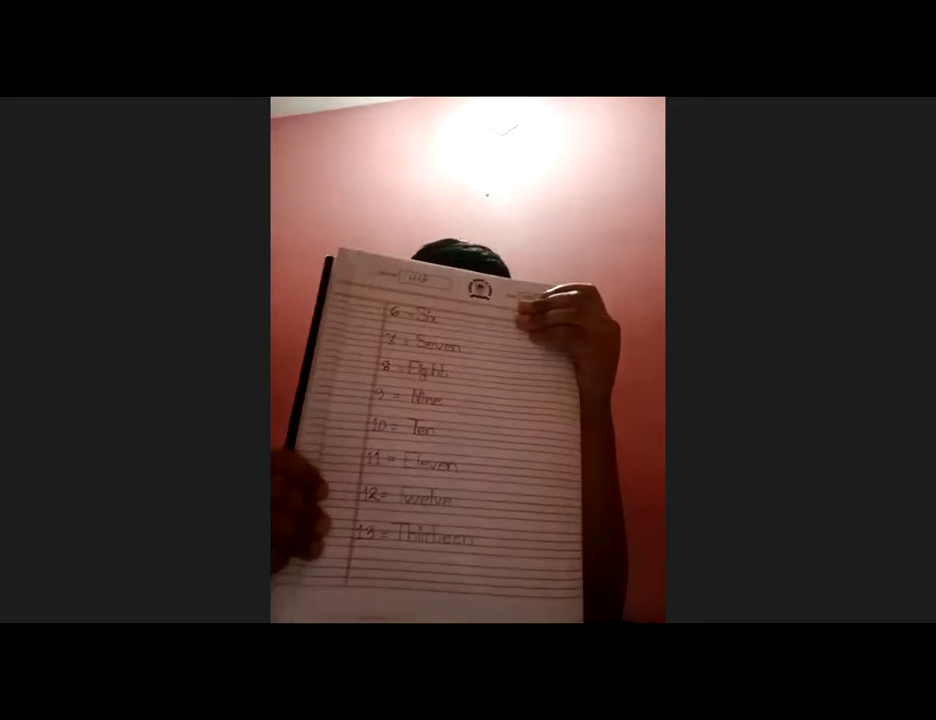 6 = Six
7 = Seven
8 = Eight
9 = Nine
10 = Ten
11 = Eleven
12 = Twelve
13 = Thirteen